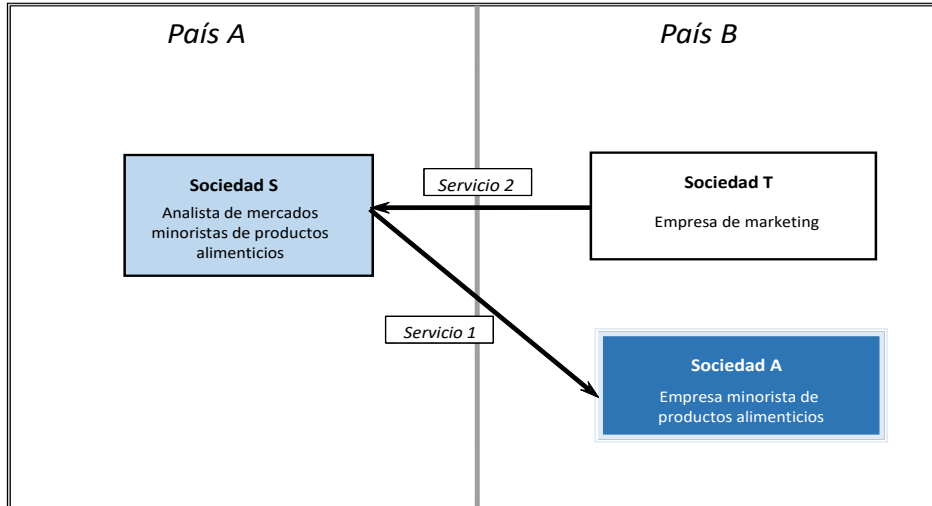 País A
País B
Sociedad S
Analista de mercados
minoristas de productos
alimenticios
Servicio 2
Sociedad T
Empresa de marketing
Servicio 1
Sociedad A
Empresa minorista de
productos alimenticios